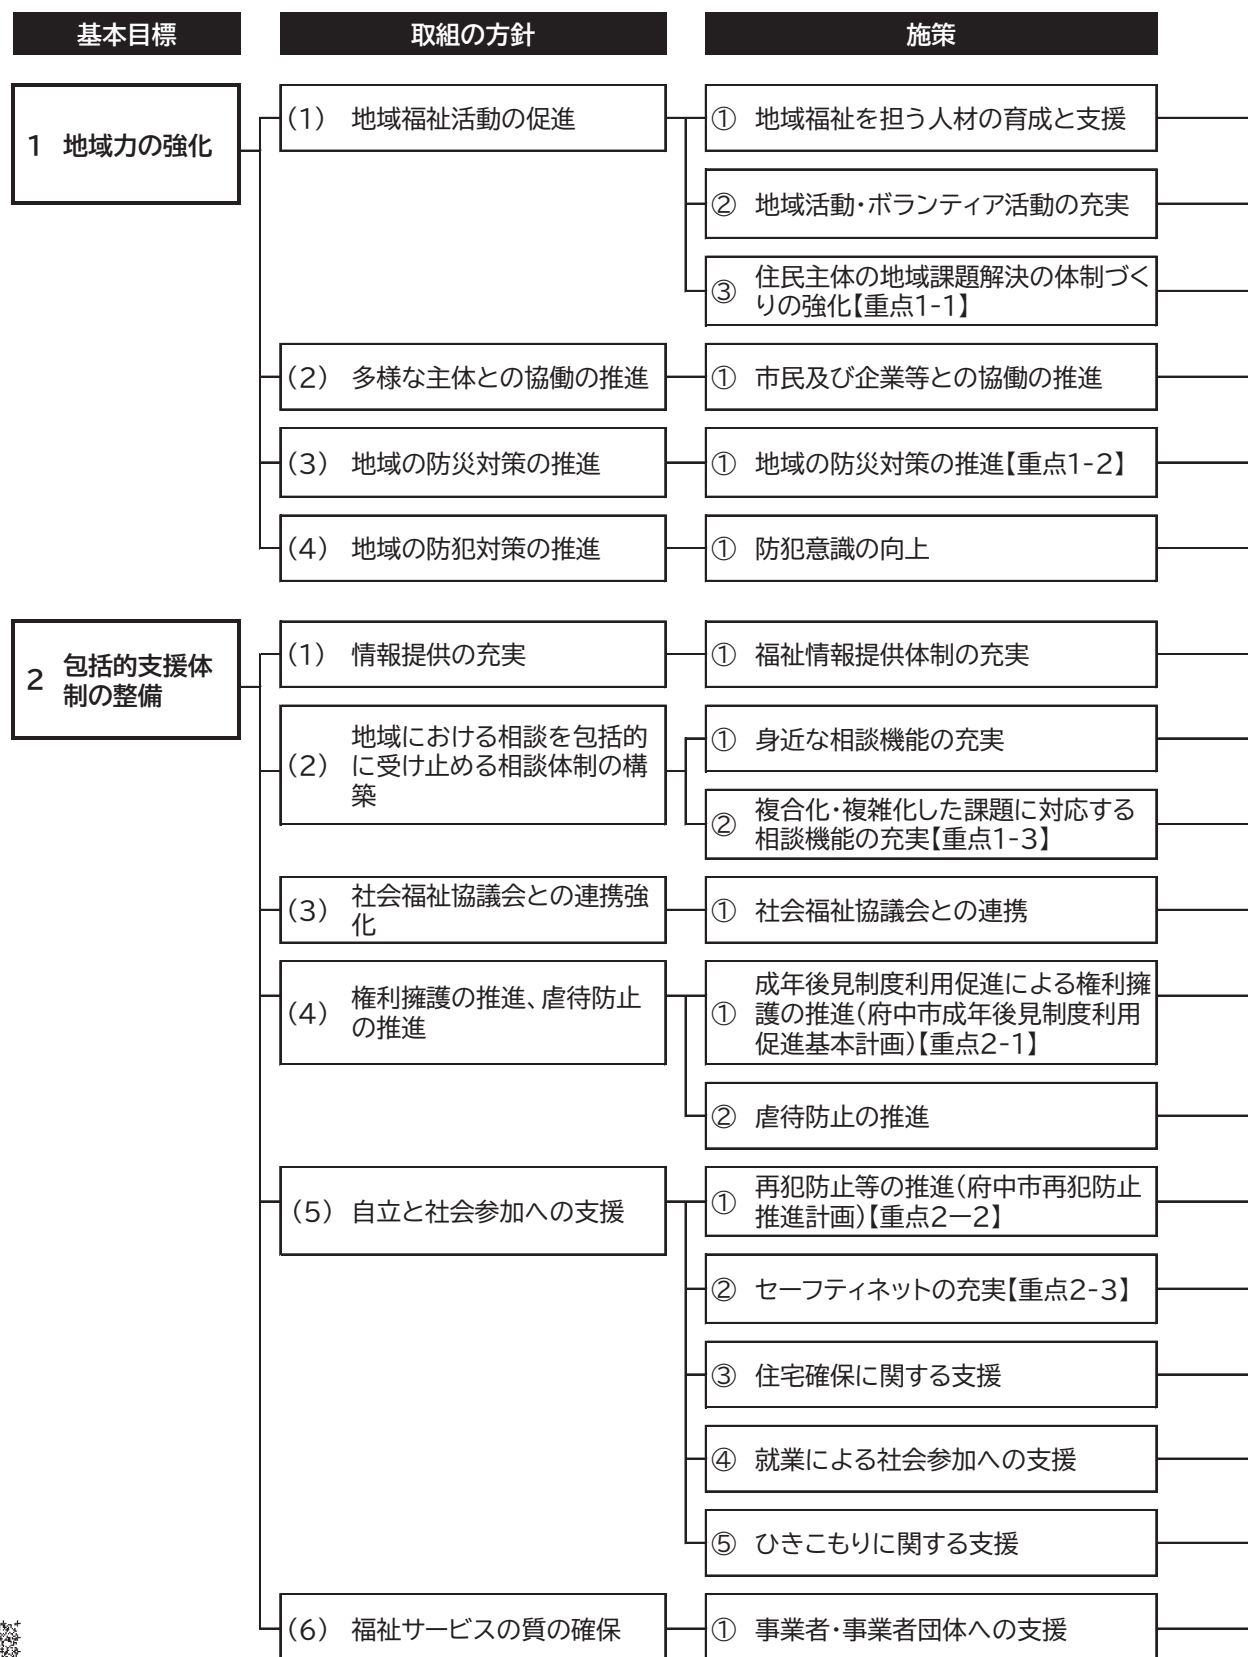 基本目標
取組の方針
施策
1 地域力の強化
(1) 地域福祉活動の促進
① 地域福祉を担う人材の育成と支援
② 地域活動・ボランティア活動の充実
③ 住民主体の地域課題解決の体制づく
りの強化【重点1-1】
(2) 多様な主体との協働の推進
① 市民及び企業等との協働の推進
(3) 地域の防災対策の推進
① 地域の防災対策の推進【重点1-2】
(4) 地域の防犯対策の推進
① 防犯意識の向上
2 包括的支援体
制の整備
(1) 情報提供の充実
① 福祉情報提供体制の充実
(2) 地域における相談を包括的
に受け止める相談体制の構
築
① 身近な相談機能の充実
② 複合化・複雑化した課題に対応する
相談機能の充実【重点1-3】
(3) 社会福祉協議会との連携強
化
① 社会福祉協議会との連携
(4) 権利擁護の推進、虐待防止
の推進
① 成年後見制度利用促進による権利擁
護の推進(府中市成年後見制度利用
促進基本計画)【重点2-1】
② 虐待防止の推進
(5) 自立と社会参加への支援
① 再犯防止等の推進(府中市再犯防止
推進計画)【重点2ー2】
② セーフティネットの充実【重点2-3】
③ 住宅確保に関する支援
④ 就業による社会参加への支援
⑤ ひきこもりに関する支援
(6) 福祉サービスの質の確保
① 事業者・事業者団体への支援